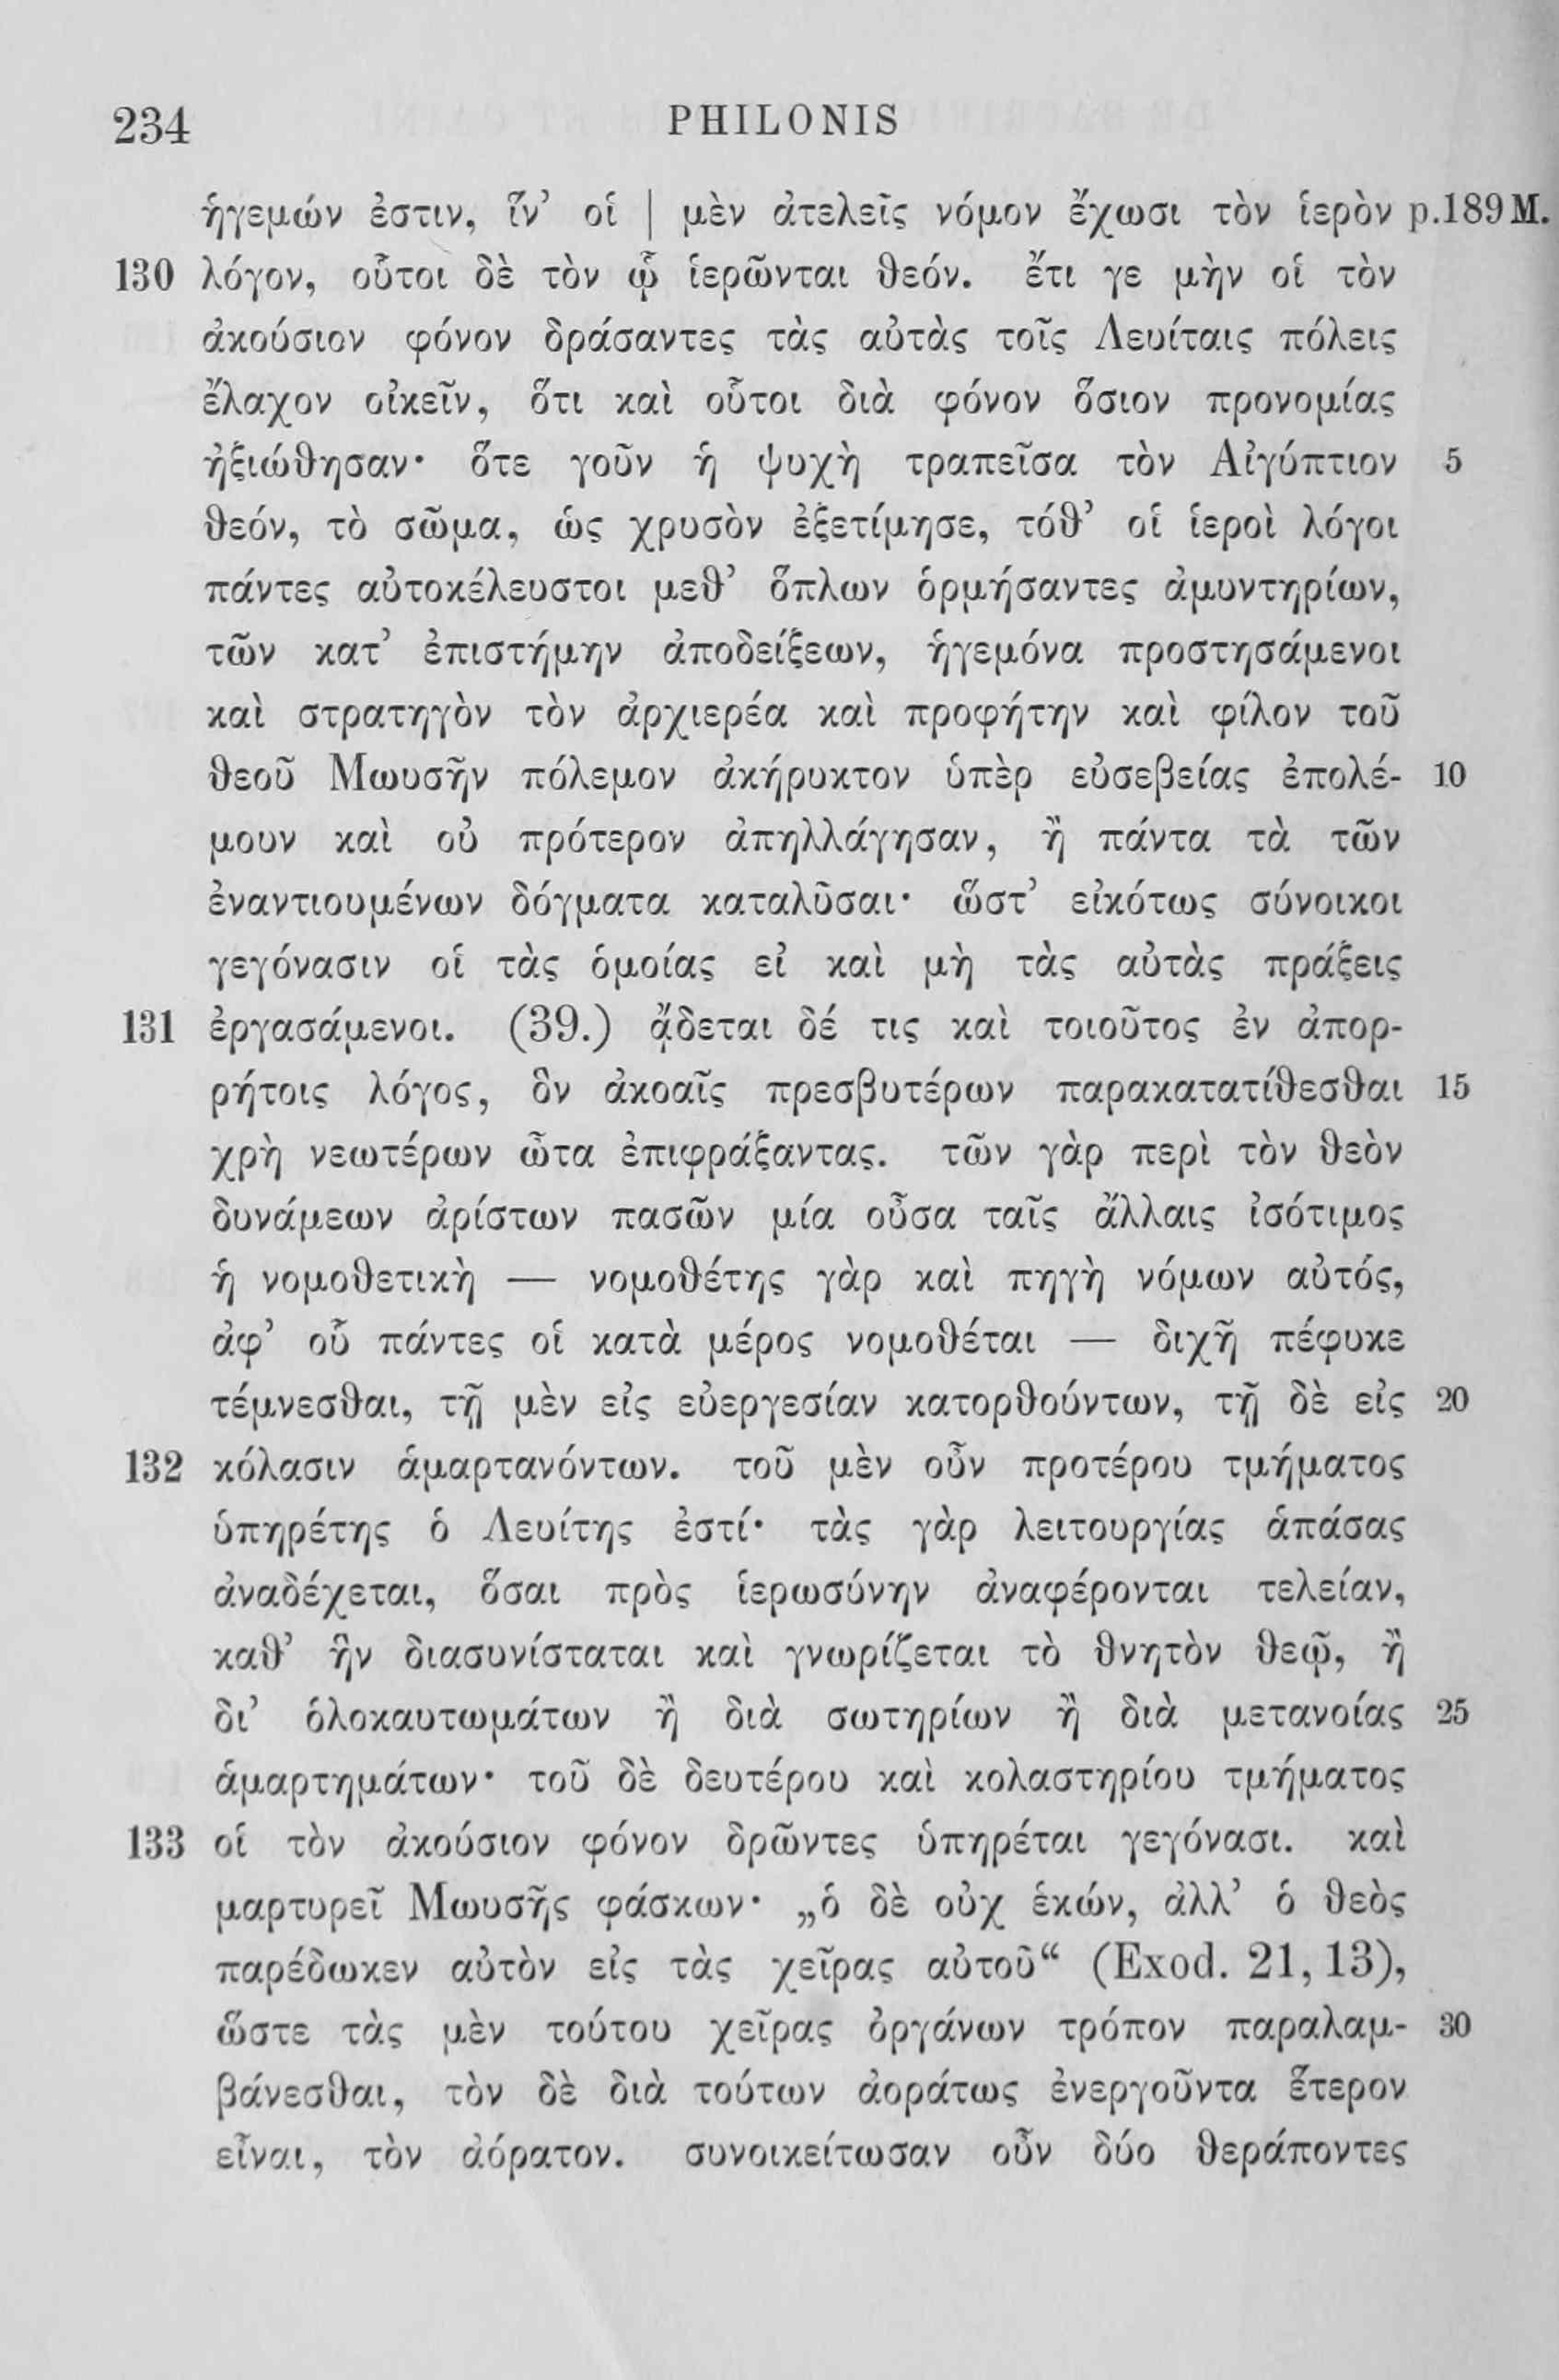 234 PHILONIS
ἡγεμών ἐστιν, ἵν’ οἱ | μὲν ἀτελεῖς νόμον ἔχωσι τὸν ἱερὸν p.189 M.
130 λόγον, οὗτοι δὲ τὸν ᾧ ἱερῶνται θεόν. ἔτι γε μὴν οἱ τὸν
ἀκούσιον φόνον δράσαντες τὰς αὐτὰς τοῖς Λευίταις πόλεις
ἔλαχον οἰκεῖν, ὅτι καὶ οὗτοι διὰ φόνον ὅσιον προνομίας
ἠξιώθησαν· ὅτε γοῦν ἡ ψυχὴ τραπεῖσα τὸν Αἰγύπτιον 5
θεόν, τὸ σῶμα, ὡς χρυσὸν ἐξετίμησε, τόθ’ οἱ ἱεροὶ λόγοι
πάντες αὐτοκέλευστοι μεθ’ ὅπλων ὁρμήσαντες ἀμυντηρίων,
τῶν κατ’ ἐπιστήμην ἀποδείξεων, ἡγεμόνα προστησάμενοι
καὶ στρατηγὸν τὸν ἀρχιερέα καὶ προφήτην καὶ φίλον τοῦ
θεοῦ Μωυσῆν πόλεμον ἀκήρυκτον ὑπὲρ εὐσεβείας ἐπολέ- 10
μουν καὶ οὐ πρότερον ἀπηλλάγησαν, ἢ πάντα τὰ τῶν
ἐναντιουμένων δόγματα καταλῦσαι· ὥστ’ εἰκότως σύνοικοι
γεγόνασιν οἱ τὰς ὁμοίας εἰ καὶ μὴ τὰς αὐτὰς πράξεις
131 ἐργασάμενοι. (39.) ᾄδεται δέ τις καὶ τοιοῦτος ἐν ἀπορ-
ρήτοις λόγος, ὃν ἀκοαῖς πρεσβυτέρων παρακατατίθεσθαι 15
χρὴ νεωτέρων ὦτα ἐπιφράξαντας. τῶν γὰρ περὶ τὸν θεὸν
δυνάμεων ἀρίστων πασῶν μία οὖσα ταῖς ἄλλαις ἰσότιμος
ἡ νομοθετικὴ — νομοθέτης γὰρ καὶ πηγὴ νόμων αὐτός,
ἀφ’ οὗ πάντες οἱ κατὰ μέρος νομοθέται — διχῆ πέφυκε
τέμνεσθαι, τῇ μὲν εἰς εὐεργεσίαν κατορθούντων, τῇ δὲ εἰς 20
132 κόλασιν ἁμαρτανόντων. τοῦ μὲν οὖν προτέρου τμήματος
ὑπηρέτης ὁ Λευίτης ἐστί· τὰς γὰρ λειτουργίας ἁπάσας
ἀναδέχεται, ὅσαι πρὸς ἱερωσύνην ἀναφέρονται τελείαν,
καθ’ ἣν διασυνίσταται καὶ γνωρίζεται τὸ θνητὸν θεῷ, ἢ
δι’ ὁλοκαυτωμάτων ἢ διὰ σωτηρίων ἢ διὰ μετανοίας 25
ἁμαρτημάτων· τοῦ δὲ δευτέρου καὶ κολαστηρίου τμήματος
133 οἱ τὸν ἀκούσιον φόνον δρῶντες ὑπηρέται γεγόνασι. καὶ
μαρτυρεῖ Μωυσῆς φάσκων· „ὁ δὲ οὐχ ἑκών, ἀλλ’ ὁ θεὸς
παρέδωκεν αὐτὸν εἰς τὰς χεῖρας αὐτοῦ“ (Exod. 21, 13),
ὥστε τὰς μὲν τούτου χεῖρας ὀργάνων τρόπον παραλαμ- 30
βάνεσθαι, τὸν δὲ διὰ τούτων ἀοράτως ἐνεργοῦντα ἕτερον
εἶναι, τὸν ἀόρατον. συνοικείτωσαν οὖν δύο θεράποντες